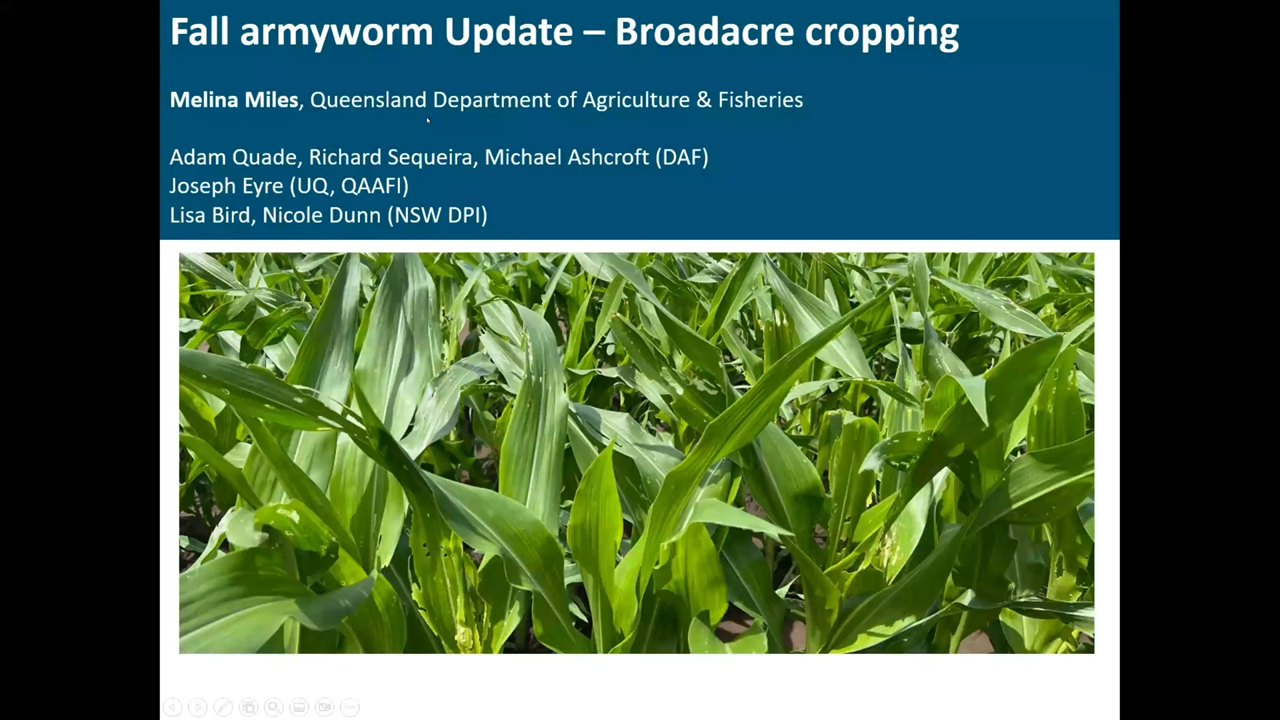 Fall armyworm Update – Broadacre cropping
Melina Miles, Queensland Department of Agriculture & Fisheries
Adam Quade, Richard Sequeira, Michael Ashcroft (DAF)
Joseph Eyre (UQ, QAAFI)
Lisa Bird, Nicole Dunn (NSW DPI)